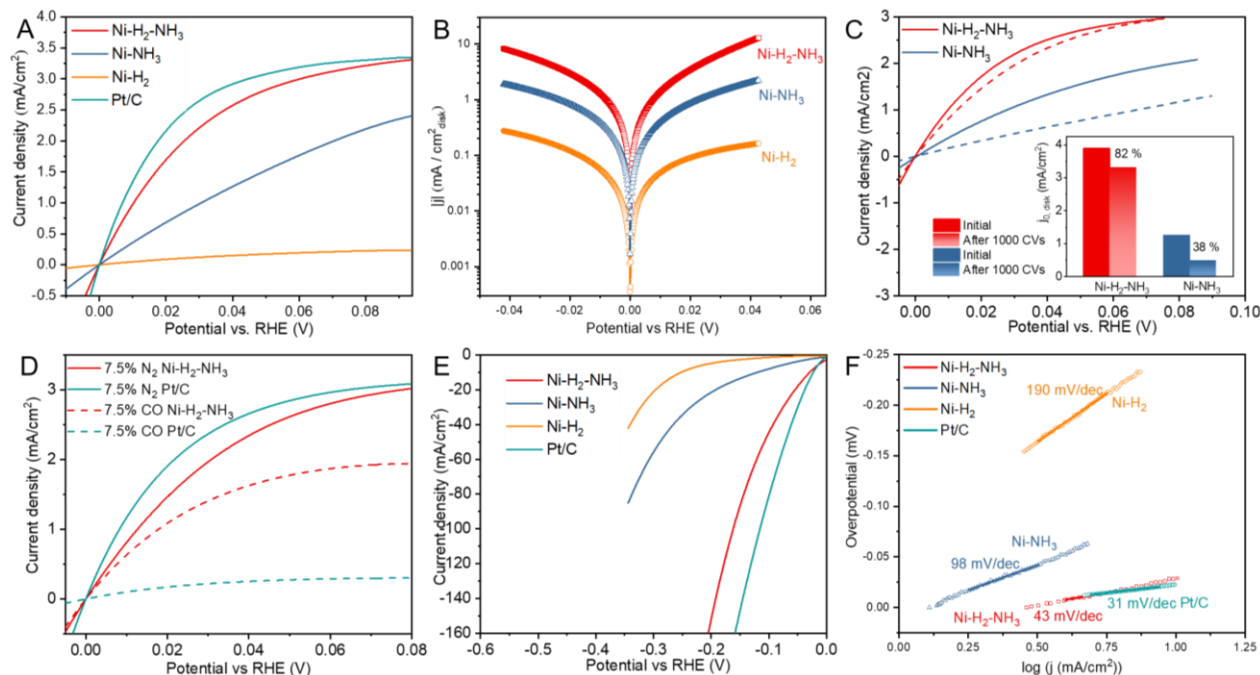 A
Ni-H₂-NH₃
Ni-NH₃
Ni-H₂
Pt/C
Current density (mA/cm²)
4.0
3.5
3.0
2.5
2.0
1.5
1.0
0.5
0.0
-0.5
0.00 0.02 0.04 0.06 0.08
Potential vs. RHE (V)
B
Ni-H₂-NH₃
Ni-NH₃
Ni-H₂
|j| (mA / cm²disk)
10
1
0.1
0.01
0.001
-0.04 -0.02 0.00 0.02 0.04 0.06
Potential vs RHE (V)
C
Ni-H₂-NH₃
Ni-NH₃
Current density (mA/cm2)
3
2
1
0
-1
2
3
Initial
After 1000 CVs
Initial
After 1000 CVs
j0, disk (mA/cm²)
4
3
2
1
0
82 %
38 %
Ni-H₂-NH₃ Ni-NH₃
0.00 0.02 0.04 0.06 0.08 0.10
Potential vs RHE (V)
D
7.5% N₂ Ni-H₂-NH₃
7.5% N₂ Pt/C
7.5% CO Ni-H₂-NH₃
7.5% CO Pt/C
Current density (mA/cm²)
3
2
1
0
0.00 0.02 0.04 0.06 0.08
Potential vs RHE (V)
E
Ni-H₂-NH₃
Ni-NH₃
Ni-H₂
Pt/C
Current density (mA/cm²)
0
-20
-40
-60
-80
-100
-120
-140
-160
-0.6 -0.5 -0.4 -0.3 -0.2 -0.1 0.0
Potential vs RHE (V)
F
Ni-H₂-NH₃
Ni-NH₃
Ni-H₂
Pt/C
190 mV/dec
Ni-H₂
Ni-NH₃
98 mV/dec
Ni-H₂-NH₃
43 mV/dec
31 mV/dec Pt/C
Overpotential (mV)
-0.25
-0.20
-0.15
-0.10
-0.05
0.00
0.00 0.25 0.50 0.75 1.00 1.25
log (j (mA/cm²))